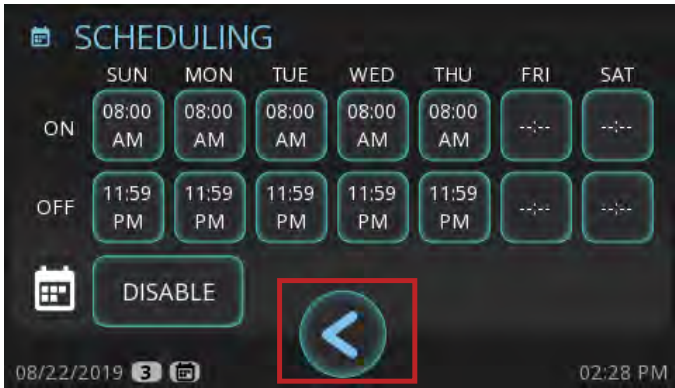 SCHEDULING
SUN MON TUE WED THU FRI SAT
ON 08:00 AM 08:00 AM 08:00 AM 08:00 AM 08:00 AM --:-- --:--
OFF 11:59 PM 11:59 PM 11:59 PM 11:59 PM 11:59 PM --:-- --:--
DISABLE
<
08/22/2019 3 02:28 PM